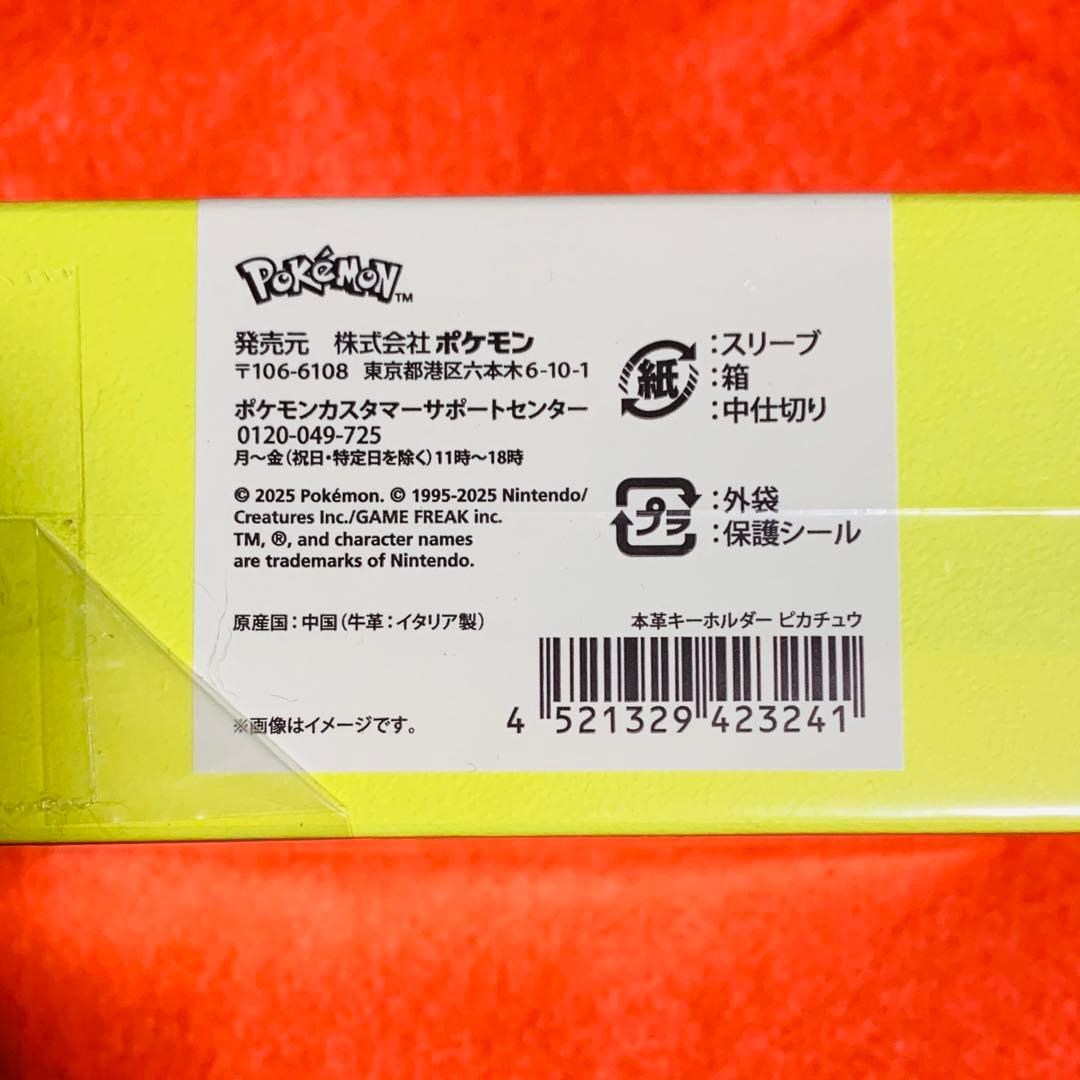 POKéMON™
発売元 株式会社ポケモン
〒106-6108 東京都港区六本木6-10-1
ポケモンカスタマーサポートセンター
0120-049-725
月～金(祝日・特定日を除く)11時～18時
© 2025 Pokémon. © 1995-2025 Nintendo/
Creatures Inc./GAME FREAK inc.
TM, ®, and character names
are trademarks of Nintendo.
原産国:中国(牛革:イタリア製)
※画像はイメージです。
紙
:スリーブ
:箱
:中仕切り
プラ
:外袋
:保護シール
本革キーホルダー ピカチュウ
4 521329 423241